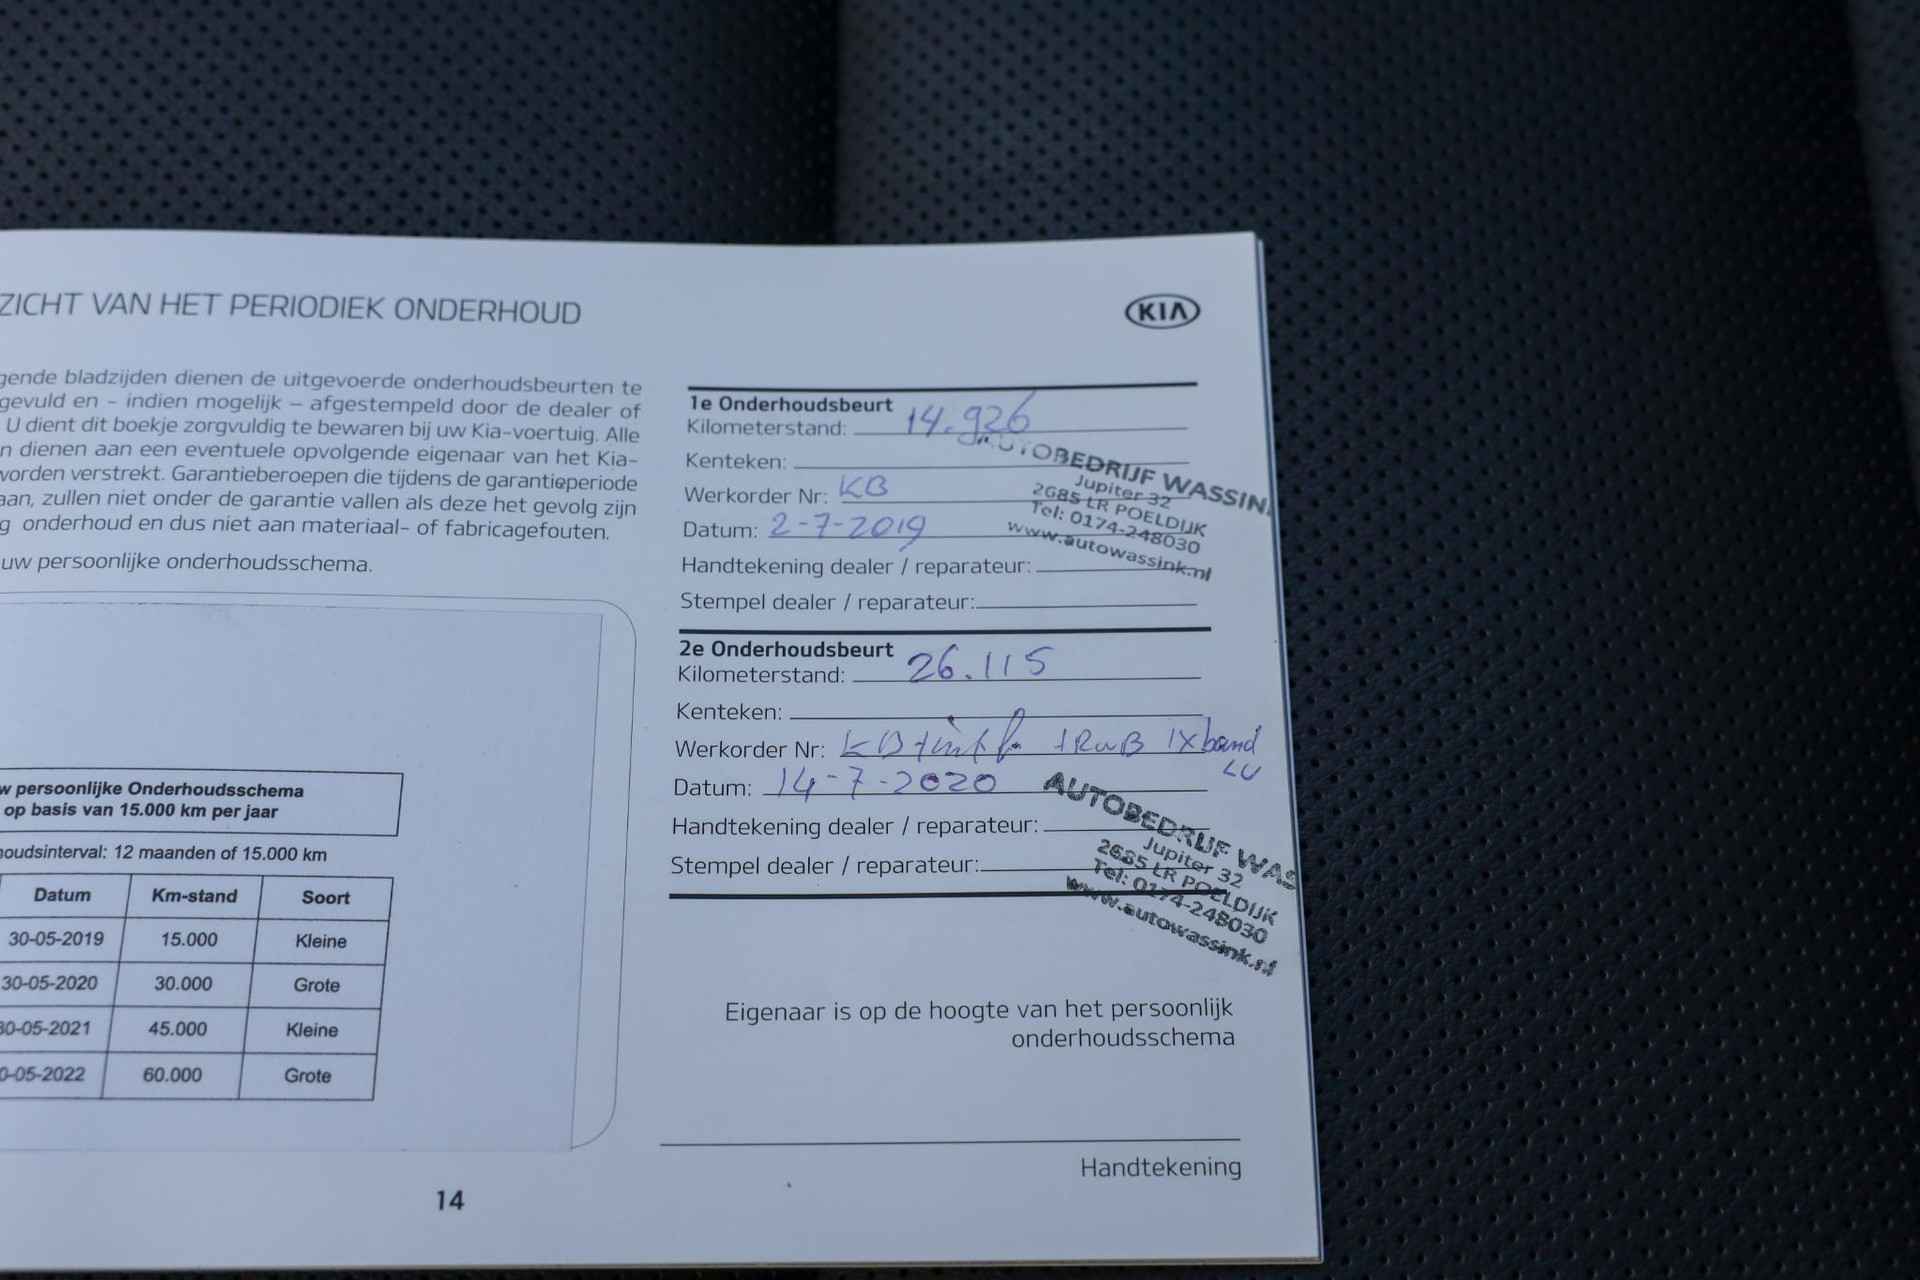 ZICHT VAN HET PERIODIEK ONDERHOUD
KIA
gende bladzijden dienen de uitgevoerde onderhoudsbeurten te
gevuld en - indien mogelijk – afgestempeld door de dealer of
U dient dit boekje zorgvuldig te bewaren bij uw Kia-voertuig. Alle
n dienen aan een eventuele opvolgende eigenaar van het Kia-
worden verstrekt. Garantieberoepen die tijdens de garantieperiode
aan, zullen niet onder de garantie vallen als deze het gevolg zijn
g onderhoud en dus niet aan materiaal- of fabricagefouten.
uw persoonlijke onderhoudsschema.
w persoonlijke Onderhoudsschema
op basis van 15.000 km per jaar
houdsinterval: 12 maanden of 15.000 km
Datum Km-stand Soort
30-05-2019 15.000 Kleine
30-05-2020 30.000 Grote
30-05-2021 45.000 Kleine
0-05-2022 60.000 Grote
14
1e Onderhoudsbeurt
Kilometerstand: 14.926
Kenteken:
Werkorder Nr: KB
Datum: 2-7-2019
Handtekening dealer / reparateur:
Stempel dealer / reparateur:
AUTOBEDRIJF WASSIN
Jupiter 32
2685 LR POELDIJK
Tel: 0174-248030
www.autowassink.nl
2e Onderhoudsbeurt
Kilometerstand: 26.115
Kenteken:
Werkorder Nr: KB 1x band
Datum: 14-7-2020
Handtekening dealer / reparateur:
Stempel dealer / reparateur:
AUTOBEDRIJF WAS
Jupiter 32
2685 LR POELDIJK
Tel: 0174-248030
www.autowassink.nl
Eigenaar is op de hoogte van het persoonlijk
onderhoudsschema
Handtekening